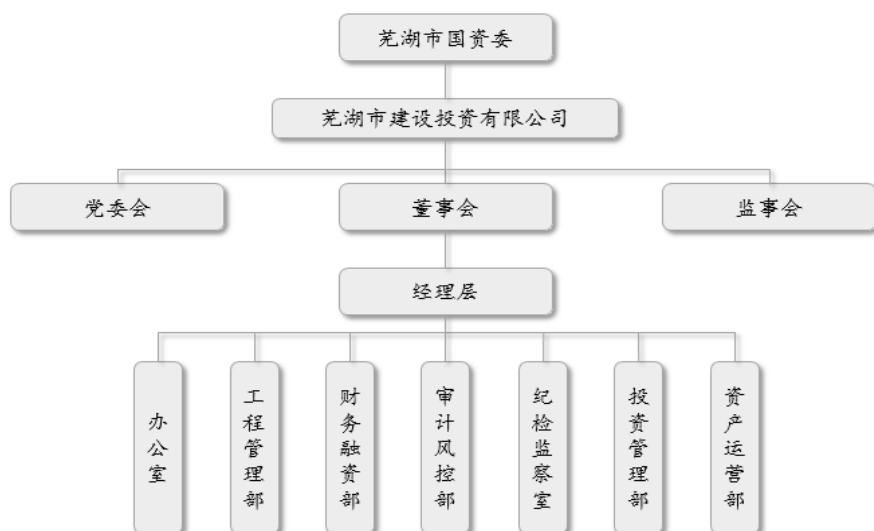 芜湖市国资委
芜湖市建设投资有限公司
党委会
董事会
监事会
经理层
办公室
工程管理部
财务融资部
审计风控部
纪检监察室
投资管理部
资产运营部